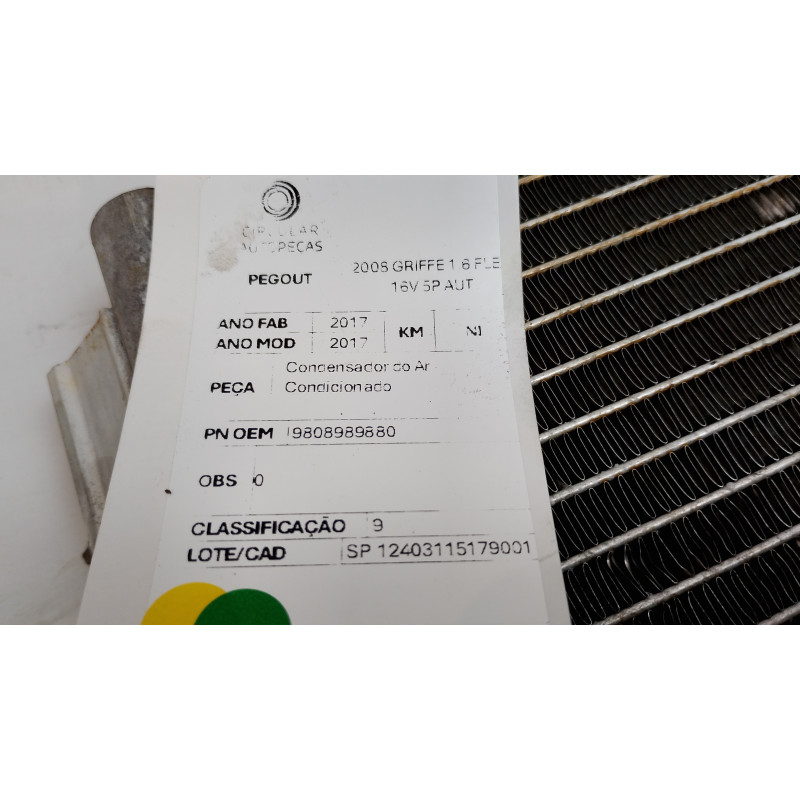 CIRCULAR
AUTOPEÇAS
PEGOUT 2008 GRIFFE 1.6 FLE
16V 5P AUT
ANO FAB 2017
ANO MOD 2017
KM NI
PEÇA Condensador do Ar
Condicionado
PN OEM 9808989880
OBS 0
CLASSIFICAÇÃO 9
LOTE/CAD SP 12403115179001